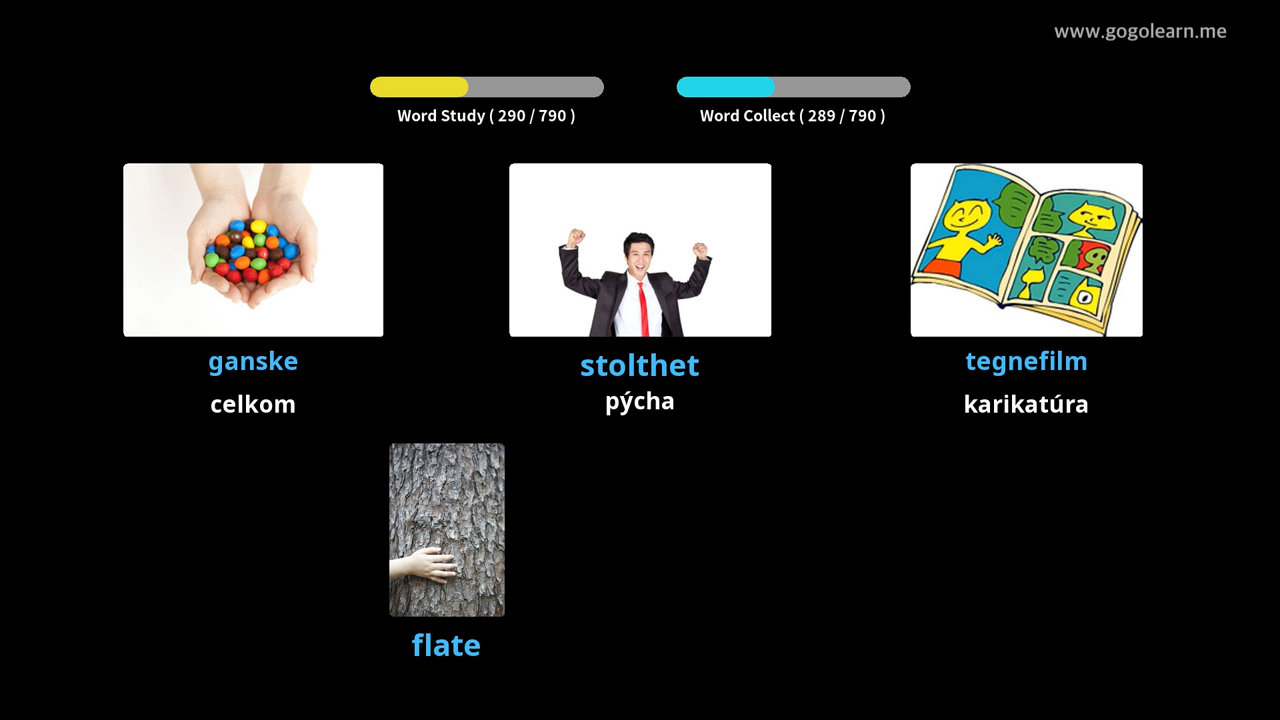 www.gogolearn.me
Word Study ( 290 / 790 )
Word Collect ( 289 / 790 )
ganske
stolthet
tegnefilm
celkom
pýcha
karikatúra
flate